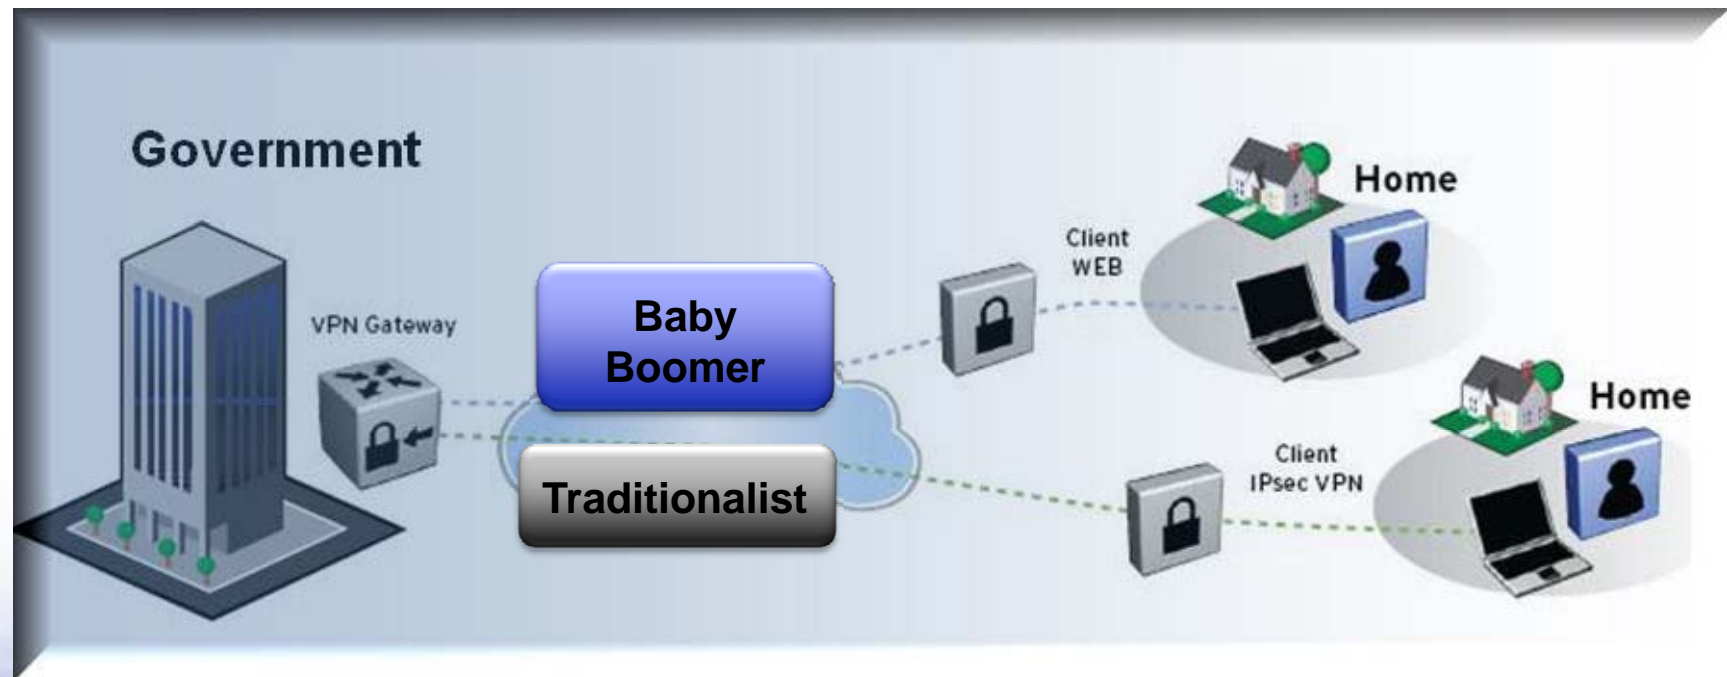 Government
VPN Gateway
Baby
Boomer
Traditionalist
Client
WEB
Home
Client
IPsec VPN
Home